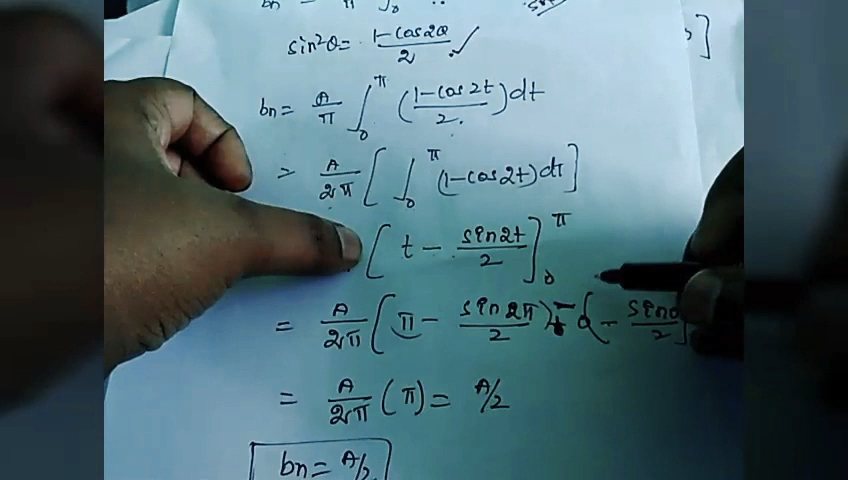 bn = π ∫₀
sin²θ = (1-cos2θ)/2 ✓
bn = A/π ∫₀^π ((1-cos2t)/2) dt
= A/2π [ ∫₀^π (1-cos2t) dt ]
[ t - sin2t/2 ]₀^π
= A/2π ( π - sin2π/2 ) - ( - sin0/2
= A/2π (π) = A/2
bn = A/2